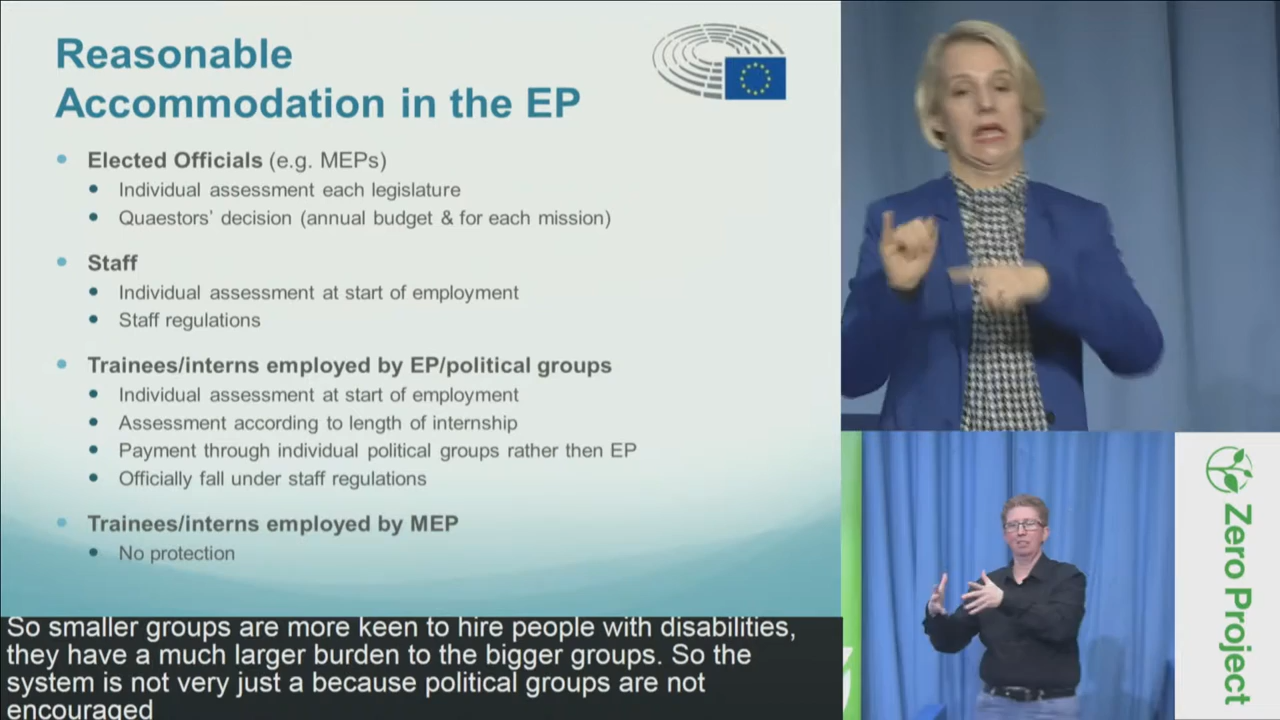 Reasonable
Accommodation in the EP
• Elected Officials (e.g. MEPs)
• Individual assessment each legislature
• Quaestors' decision (annual budget & for each mission)
• Staff
• Individual assessment at start of employment
• Staff regulations
• Trainees/interns employed by EP/political groups
• Individual assessment at start of employment
• Assessment according to length of internship
• Payment through individual political groups rather then EP
• Officially fall under staff regulations
• Trainees/interns employed by MEP
• No protection
So smaller groups are more keen to hire people with disabilities,
they have a much larger burden to the bigger groups. So the
system is not very just a because political groups are not
encouraged
Zero Project